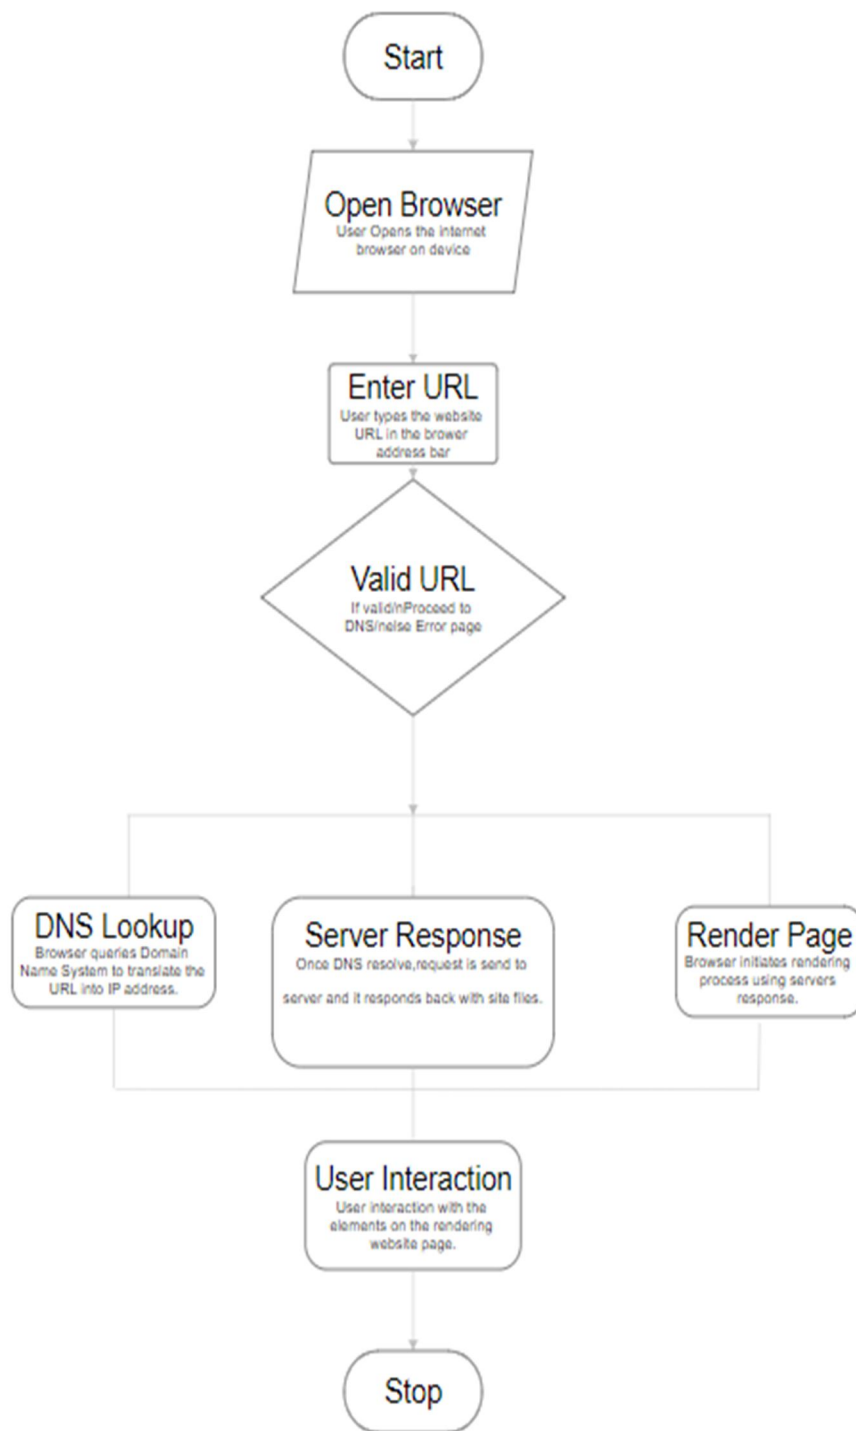 Start
Open Browser
User Opens the internet
browser on device
Enter URL
User types the website
URL in the brower
address bar
Valid URL
If valid/nProceed to
DNS/nelse Error page
DNS Lookup
Browser queries Domain
Name System to translate the
URL into IP address.
Server Response
Once DNS resolve,request is send to
server and it responds back with site files.
Render Page
Browser initiates rendering
process using servers
response.
User Interaction
User interaction with the
elements on the rendering
website page.
Stop